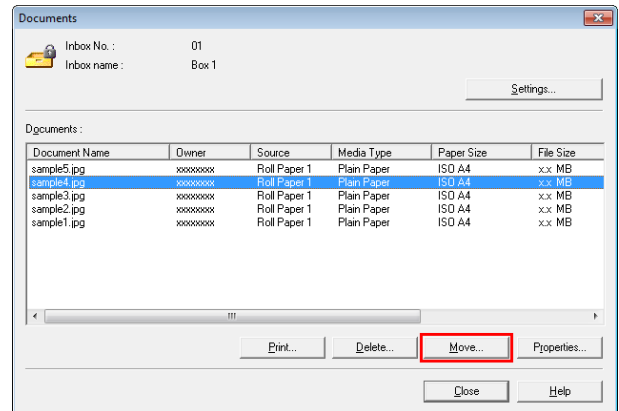 Documents
Inbox No. : 01
Inbox name : Box 1
Settings...
Documents :
Document Name Owner Source Media Type Paper Size File Size
sample5.jpg xxxxxxxx Roll Paper 1 Plain Paper ISO A4 x.x MB
sample4.jpg xxxxxxxx Roll Paper 1 Plain Paper ISO A4 x.x MB
sample3.jpg xxxxxxxx Roll Paper 1 Plain Paper ISO A4 x.x MB
sample2.jpg xxxxxxxx Roll Paper 1 Plain Paper ISO A4 x.x MB
sample1.jpg xxxxxxxx Roll Paper 1 Plain Paper ISO A4 x.x MB
Print... Delete... Move... Properties...
Close Help